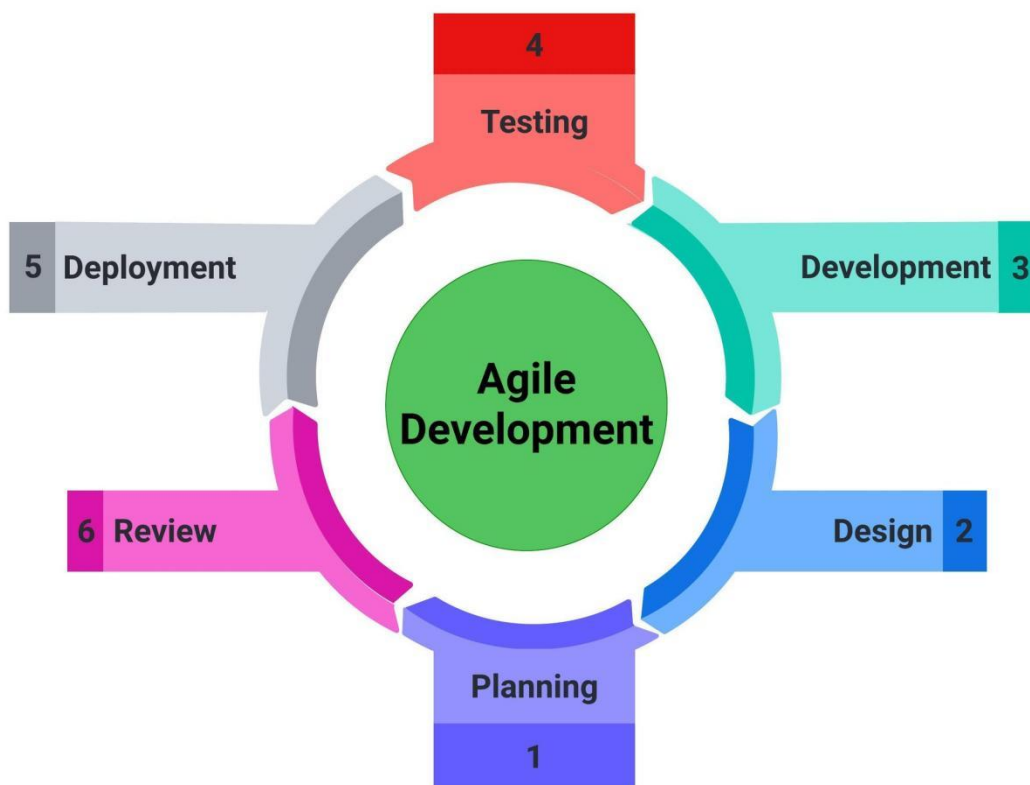 4
Testing
5 Deployment
Development 3
Agile
Development
6 Review
Design 2
Planning
1